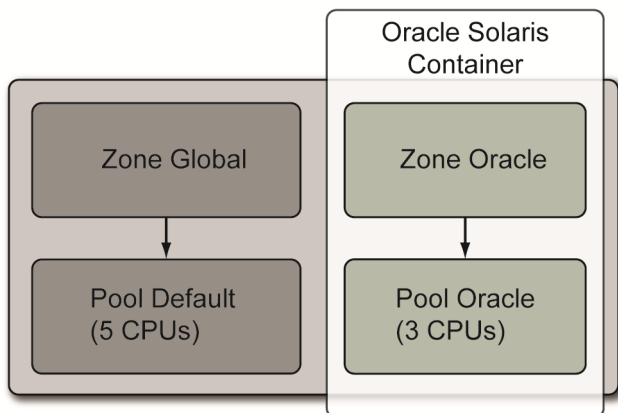 Oracle Solaris
Container
Zone Global
Zone Oracle
Pool Default
(5 CPUs)
Pool Oracle
(3 CPUs)